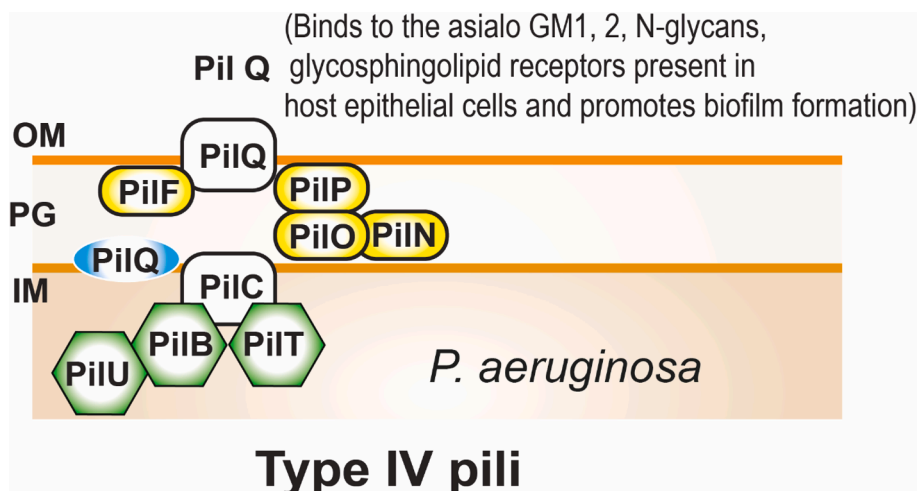 (Binds to the asialo GM1, 2, N-glycans,
Pil Q glycosphingolipid receptors present in
host epithelial cells and promotes biofilm formation)
OM
PilQ
PilF
PilP
PG
PilO
PilN
PilQ
IM
PilC
PilB
PilT
PilU
P. aeruginosa
Type IV pili